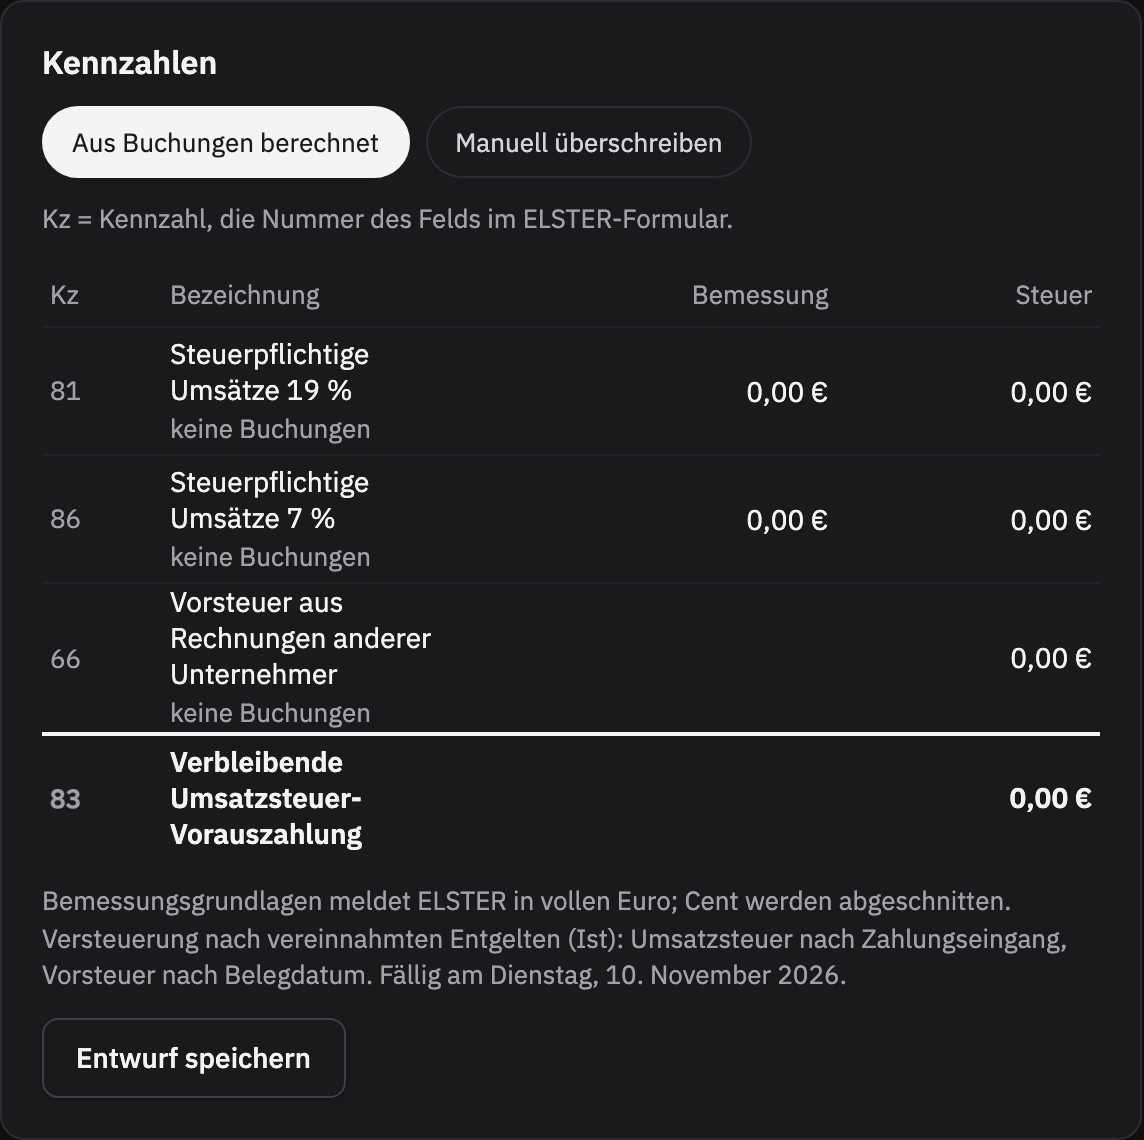 Kennzahlen
Aus Buchungen berechnet
Manuell überschreiben
Kz = Kennzahl, die Nummer des Felds im ELSTER-Formular.
Kz Bezeichnung Bemessung Steuer
Steuerpflichtige
81 Umsätze 19 % 0,00 € 0,00 €
keine Buchungen
Steuerpflichtige
86 Umsätze 7 % 0,00 € 0,00 €
keine Buchungen
Vorsteuer aus
Rechnungen anderer
66 Unternehmer 0,00 €
keine Buchungen
Verbleibende
83 Umsatzsteuer- 0,00 €
Vorauszahlung
Bemessungsgrundlagen meldet ELSTER in vollen Euro; Cent werden abgeschnitten.
Versteuerung nach vereinnahmten Entgelten (Ist): Umsatzsteuer nach Zahlungseingang,
Vorsteuer nach Belegdatum. Fällig am Dienstag, 10. November 2026.
Entwurf speichern